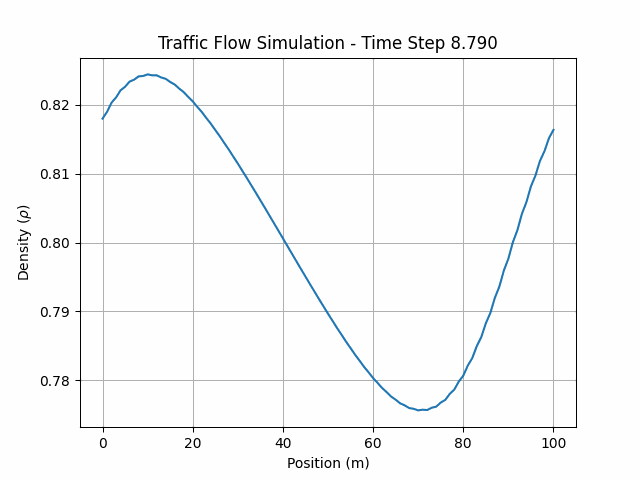 Traffic Flow Simulation - Time Step 8.790
Density (ρ)
0.82
0.81
0.80
0.79
0.78
0 20 40 60 80 100
Position (m)